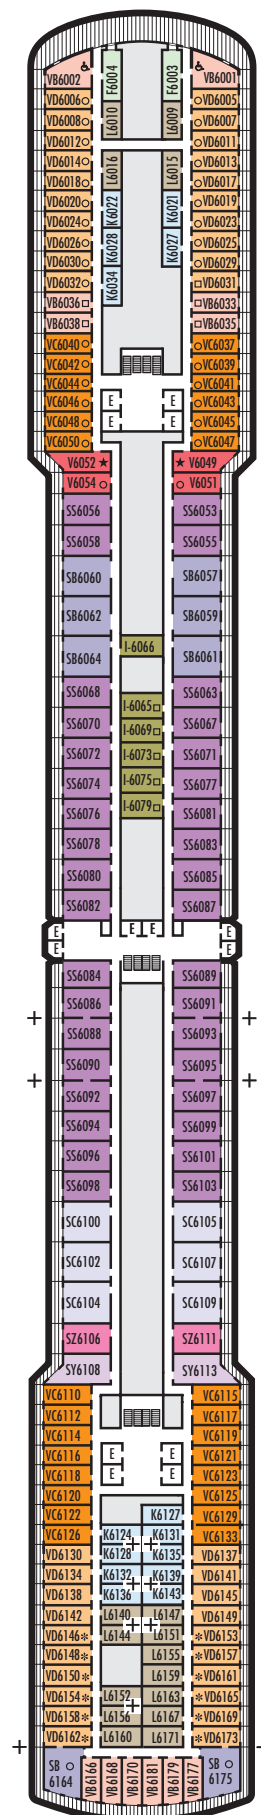 VB6002 ♿ F6004 F6003 ♿ VB6001
VD6006○ L6010 L6009 ○VD6005
VD6008○ ○VD6007
VD6012○ ○VD6011
VD6014○ L6016 L6015 ○VD6013
VD6018○ ○VD6017
VD6020○ K6022 K6021 ○VD6019
VD6024○ ○VD6023
VD6026○ K6028 K6027 ○VD6025
VD6030○ ○VD6029
VD6032○ K6034 □VD6031
VB6036□ □VB6033
VB6038□ □VB6035
VC6040○ ○VC6037
VC6042○ ○VC6039
VC6044○ ○VC6041
VC6046○ E E ○VC6043
VC6048○ E E ○VC6045
VC6050○ ○VC6047
V6052★ ★V6049
V6054○ ○V6051
SS6056 SS6053
SS6058 SS6055
SB6060 SB6057
SB6062 SB6059
SB6064 I-6066 SB6061
SS6068 I-6065□ SS6063
SS6070 I-6069□ SS6067
SS6072 I-6073□ SS6071
SS6074 I-6075□ SS6077
SS6076 I-6079□ SS6081
SS6078 SS6083
SS6080 SS6085
SS6082 SS6087
E E E E
E E
SS6084 SS6089
SS6086 SS6091
SS6088 SS6093
SS6090 SS6095
SS6092 SS6097
SS6094 SS6099
SS6096 SS6101
SS6098 SS6103
SC6100 SC6105
SC6102 SC6107
SC6104 SC6109
SZ6106 SZ6111
SY6108 SY6113
VC6110 VC6115
VC6112 VC6117
VC6114 VC6119
VC6116 E E VC6121
VC6118 E E VC6123
VC6120 VC6125
VC6122 K6127 VC6129
VC6126 K6124 K6131 VC6133
VD6130 K6128 K6135 VD6137
VD6134 K6132 K6139 VD6141
VD6138 K6136 K6143 VD6145
VD6142 L6140 L6147 VD6149
VD6146* L6144 L6151 *VD6153
VD6148* L6155 *VD6157
VD6150* L6159 *VD6161
VD6154* L6152 L6163 *VD6165
VD6158* L6156 L6167 *VD6169
VD6162* L6160 L6171 *VD6173
SB ○ 6164 VB6166 VB6168 VB6170 VB6181 VB6179 VB6177 SB ○ 6175